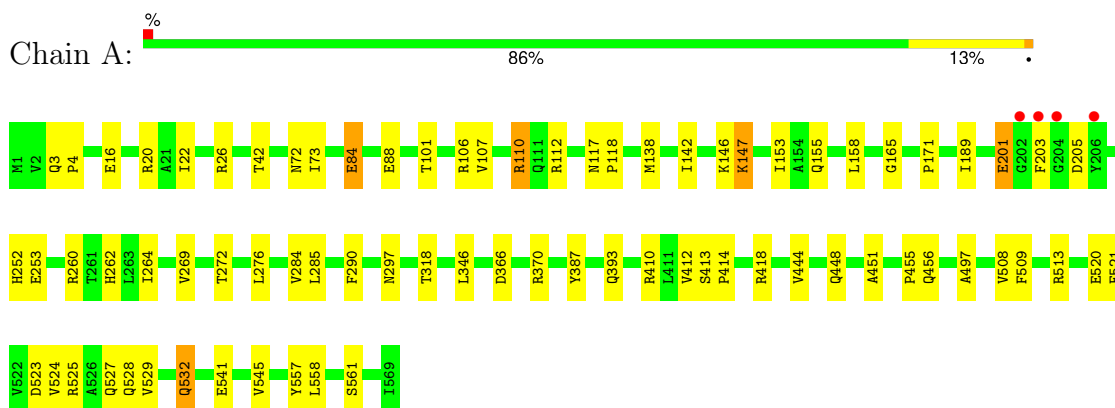 %
Chain A:
86% 13% •
M1 V2 Q3 P4 E16 R20 A21 I22 R26 T42 N72 I73 E84 E88 T101 R106 V107 R110 Q111 R112 N117 P118 M138 I142 K146 K147 I153 A154 Q155 L158 G165 P171 I189 E201 G202 F203 G204 D205 Y206
H252 E253 R260 T261 H262 L263 I264 V269 T272 L276 V284 L285 F290 N297 T318 L346 D366 R370 Y387 Q393 R410 L411 V412 S413 P414 R418 V444 Q448 A451 P455 Q456 A497 V508 F509 R513 E520
V522 D523 V524 R525 A526 Q527 Q528 V529 Q532 E541 V545 Y557 L558 S561 I569